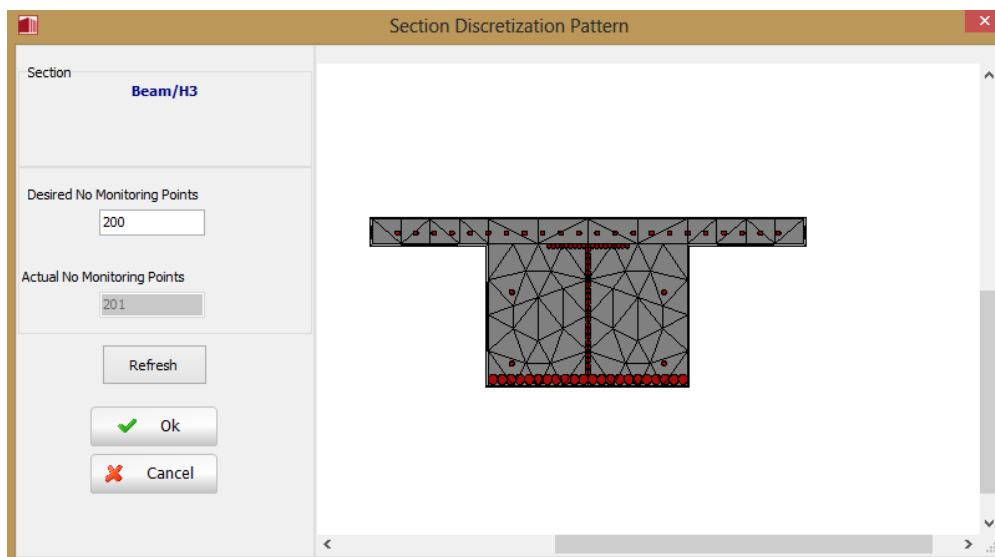 Section Discretization Pattern
Section
Beam/H3
Desired No Monitoring Points
200
Actual No Monitoring Points
201
Refresh
Ok
Cancel